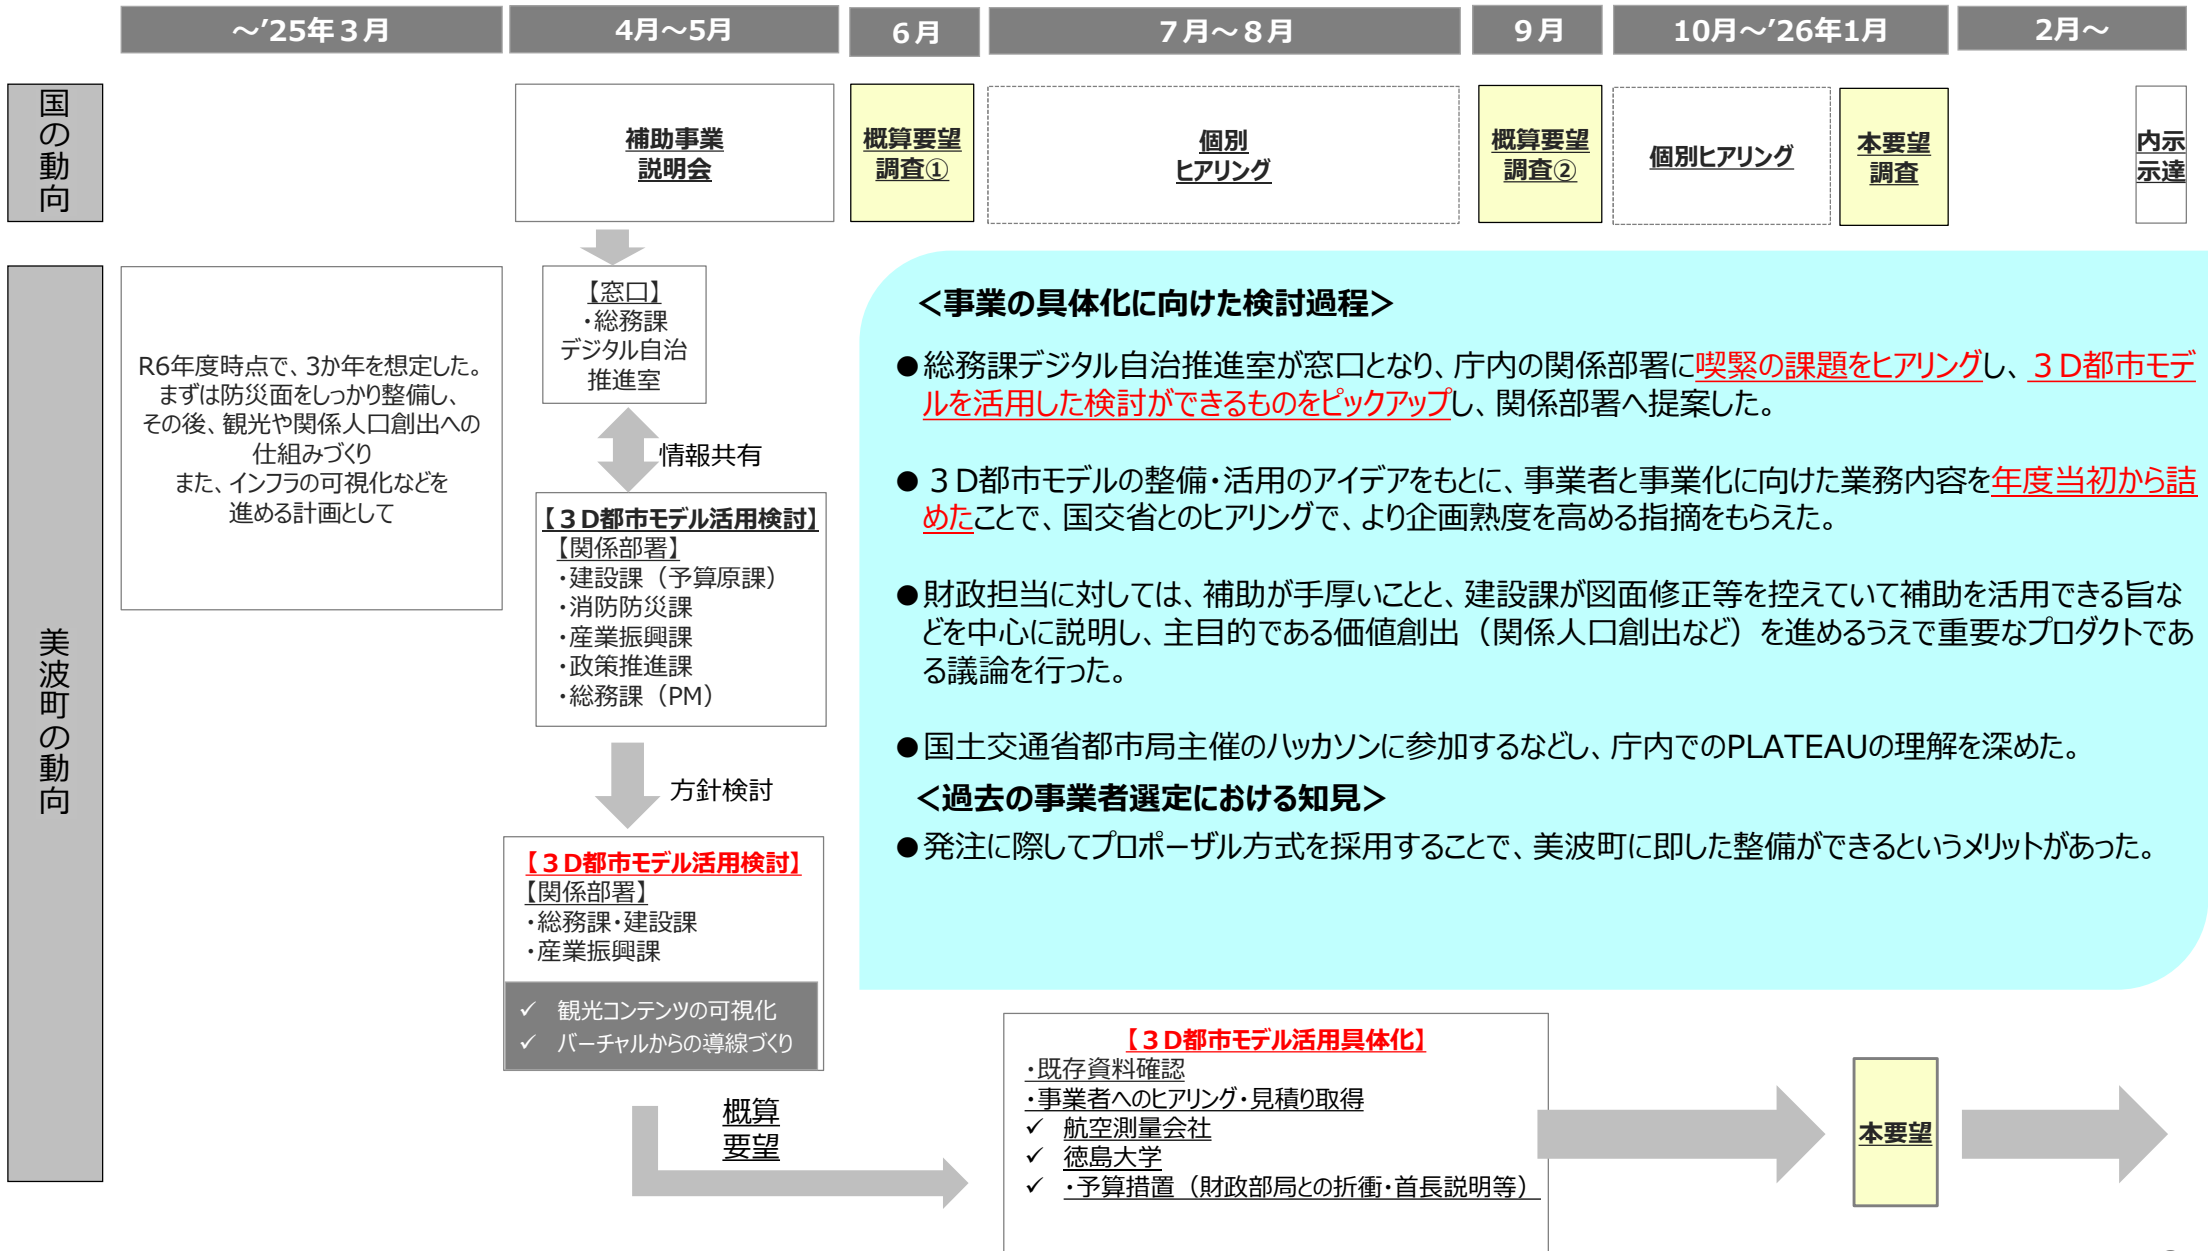 ～’25年３月
4月～5月
６月
７月～８月
９月
10月～’26年1月
2月～
国の動向
補助事業
説明会
概算要望
調査①
個別
ヒアリング
概算要望
調査②
個別ヒアリング
本要望
調査
内示
示達
美波町の動向
R6年度時点で、3か年を想定した。
まずは防災面をしっかり整備し、
その後、観光や関係人口創出への
仕組みづくり
また、インフラの可視化などを
進める計画として
【窓口】
・総務課
デジタル自治
推進室
情報共有
【３Ｄ都市モデル活用検討】
【関係部署】
・建設課（予算原課）
・消防防災課
・産業振興課
・政策推進課
・総務課（PM）
方針検討
【３Ｄ都市モデル活用検討】
【関係部署】
・総務課・建設課
・産業振興課
✓ 観光コンテンツの可視化
✓ バーチャルからの導線づくり
概算
要望
＜事業の具体化に向けた検討過程＞
●総務課デジタル自治推進室が窓口となり、庁内の関係部署に喫緊の課題をヒアリングし、３Ｄ都市モデ
ルを活用した検討ができるものをピックアップし、関係部署へ提案した。
●３Ｄ都市モデルの整備・活用のアイデアをもとに、事業者と事業化に向けた業務内容を年度当初から詰
めたことで、国交省とのヒアリングで、より企画熟度を高める指摘をもらえた。
●財政担当に対しては、補助が手厚いことと、建設課が図面修正等を控えていて補助を活用できる旨な
どを中心に説明し、主目的である価値創出（関係人口創出など）を進めるうえで重要なプロダクトであ
る議論を行った。
●国土交通省都市局主催のハッカソンに参加するなどし、庁内でのPLATEAUの理解を深めた。
＜過去の事業者選定における知見＞
●発注に際してプロポーザル方式を採用することで、美波町に即した整備ができるというメリットがあった。
【３Ｄ都市モデル活用具体化】
・既存資料確認
・事業者へのヒアリング・見積り取得
✓ 航空測量会社
✓ 徳島大学
✓ ・予算措置（財政部局との折衝・首長説明等）
本要望